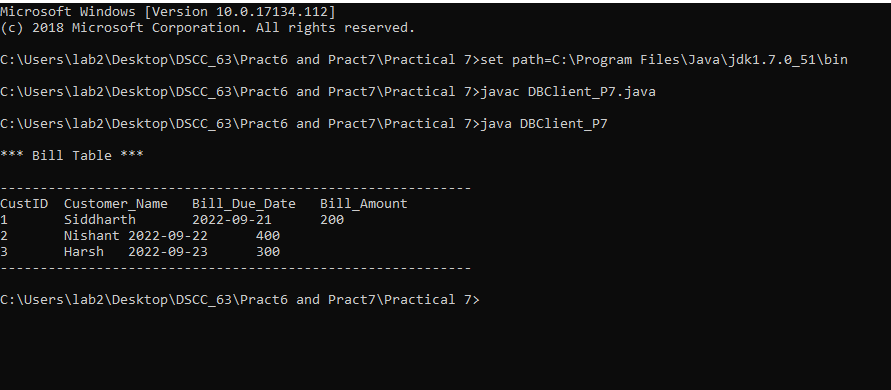 Microsoft Windows [Version 10.0.17134.112]
(c) 2018 Microsoft Corporation. All rights reserved.
C:\Users\lab2\Desktop\DSCC_63\Pract6 and Pract7\Practical 7>set path=C:\Program Files\Java\jdk1.7.0_51\bin
C:\Users\lab2\Desktop\DSCC_63\Pract6 and Pract7\Practical 7>javac DBClient_P7.java
C:\Users\lab2\Desktop\DSCC_63\Pract6 and Pract7\Practical 7>java DBClient_P7
*** Bill Table ***
-----------------------------------------------------------
CustID  Customer_Name   Bill_Due_Date   Bill_Amount
1       Siddharth       2022-09-21      200
2       Nishant 2022-09-22      400
3       Harsh   2022-09-23      300
-----------------------------------------------------------
C:\Users\lab2\Desktop\DSCC_63\Pract6 and Pract7\Practical 7>